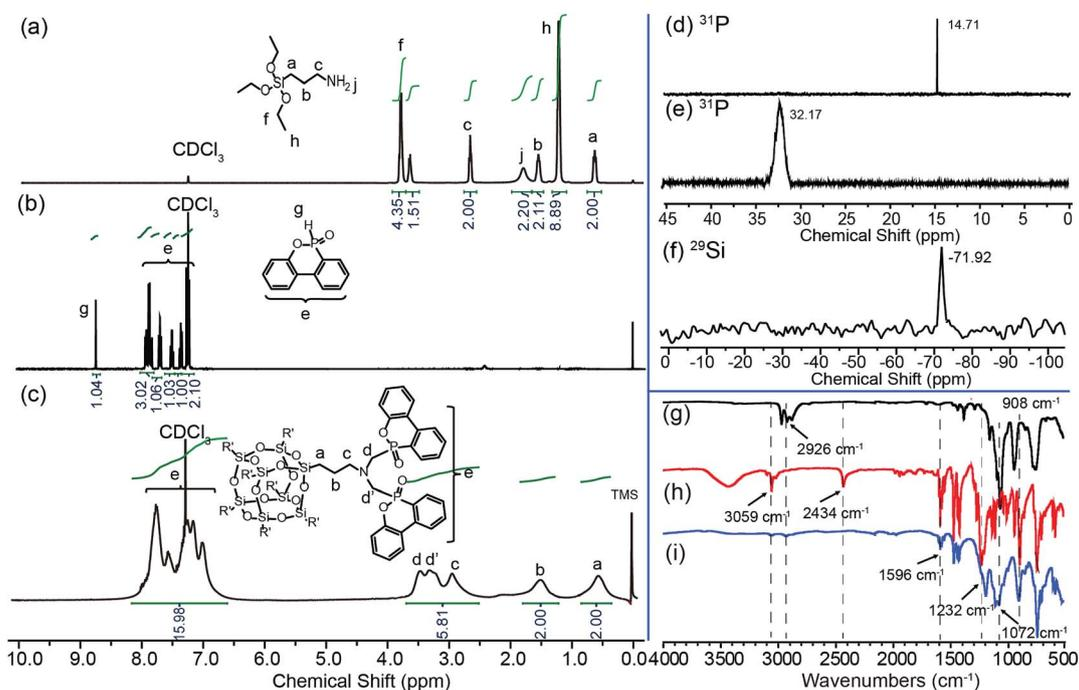 (a)
f
h
a
c
Si
O
O
O
b
NH2 j
f
h
CDCl3
c
j
b
a
4.35
1.51
2.00
2.20
2.11
8.89
2.00
(b)
CDCl3
g
H
O
P
O
e
e
g
1.04
3.02
1.06
1.03
1.00
2.10
(c)
CDCl3
e
R'
R'
R'
R'
R'
R'
R'
Si
Si
Si
Si
Si
Si
Si
Si
O
a
b
c
N
d
d'
O
P
O
O
P
O
e
TMS
d d' c
b
a
15.98
5.81
2.00
2.00
10.0 9.0 8.0 7.0 6.0 5.0 4.0 3.0 2.0 1.0 0.0
Chemical Shift (ppm)
(d) 31P
14.71
(e) 31P
32.17
45 40 35 30 25 20 15 10 5 0
Chemical Shift (ppm)
(f) 29Si
-71.92
0 -10 -20 -30 -40 -50 -60 -70 -80 -90 -100
Chemical Shift (ppm)
(g)
908 cm-1
2926 cm-1
(h)
3059 cm-1
2434 cm-1
(i)
1596 cm-1
1232 cm-1
1072 cm-1
4000 3500 3000 2500 2000 1500 1000 500
Wavenumbers (cm-1)